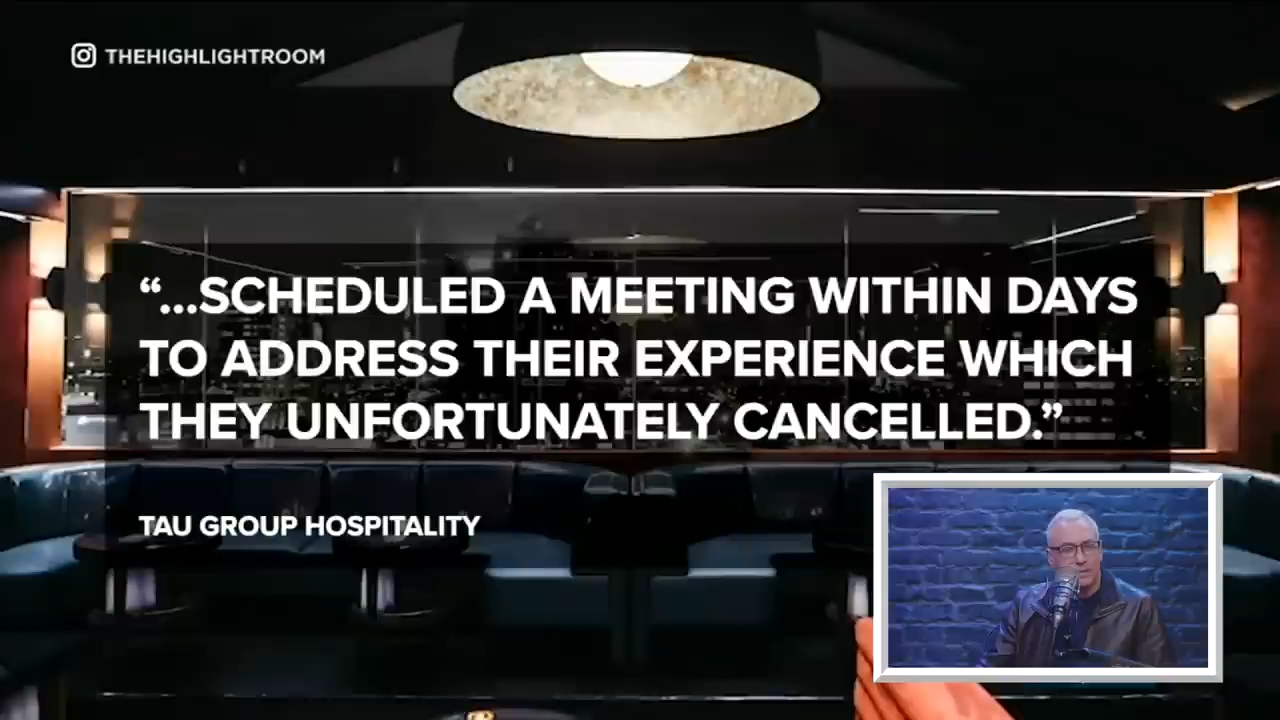 THEHIGHLIGHTROOM
“...SCHEDULED A MEETING WITHIN DAYS
TO ADDRESS THEIR EXPERIENCE WHICH
THEY UNFORTUNATELY CANCELLED.”
TAU GROUP HOSPITALITY